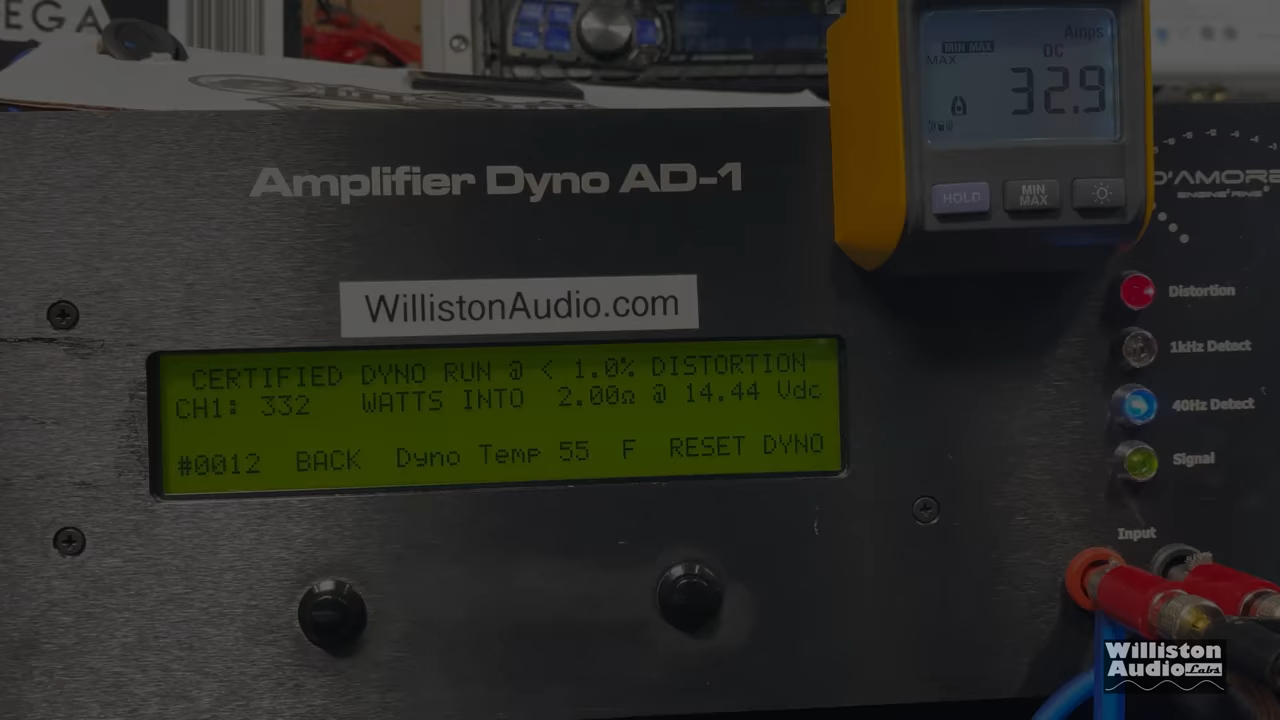 EGA
Amps
MIN MAX
DC
MAX
32.9
HOLD
MIN
MAX
Amplifier Dyno AD-1
D'AMORE
ENGINEERING
WillistonAudio.com
Distortion
1kHz Detect
40Hz Detect
Signal
Input
CERTIFIED DYNO RUN @ < 1.0% DISTORTION
CH1: 332 WATTS INTO 2.00Ω @ 14.44 Vdc
#0012 BACK Dyno Temp 55 F RESET DYNO
Williston
Audio Labs